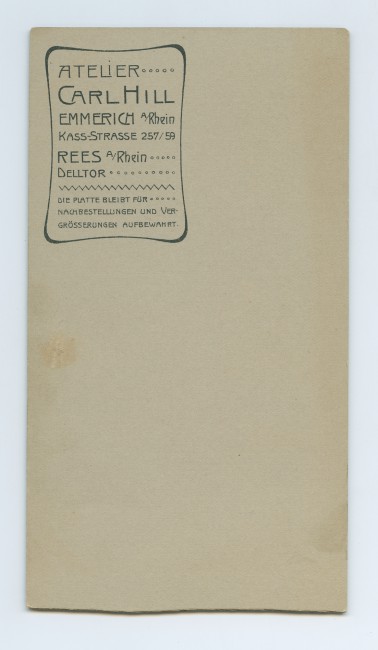 ATELIER
CARL HILL
EMMERICH A/Rhein
KASS-STRASSE 257/59
REES A/Rhein
DELLTOR
DIE PLATTE BLEIBT FÜR
NACHBESTELLUNGEN UND VER-
GRÖSSERUNGEN AUFBEWAHRT.